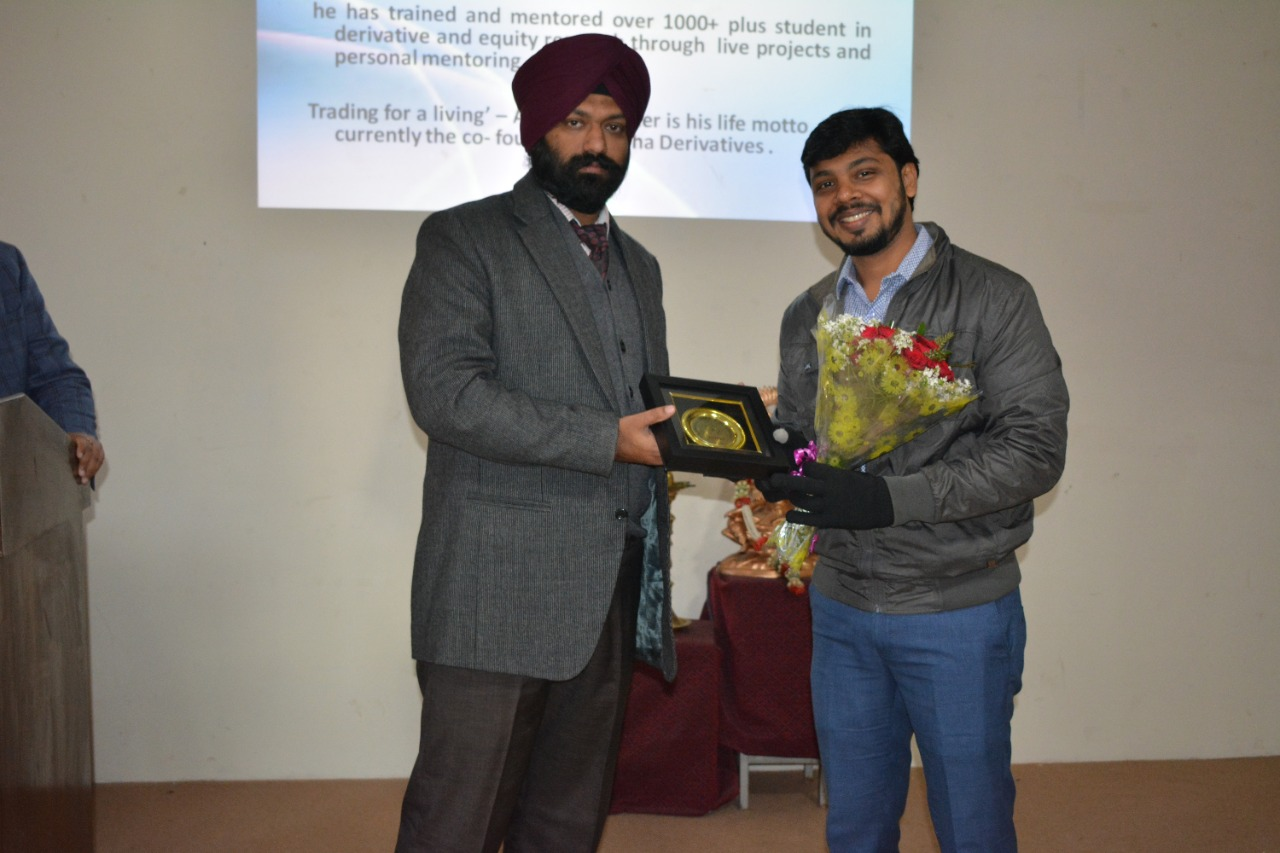 he has trained and mentored over 1000+ plus student in
derivative and equity through live projects and
personal mentoring
Trading for a living’ – is his life motto
currently the co- Derivatives .